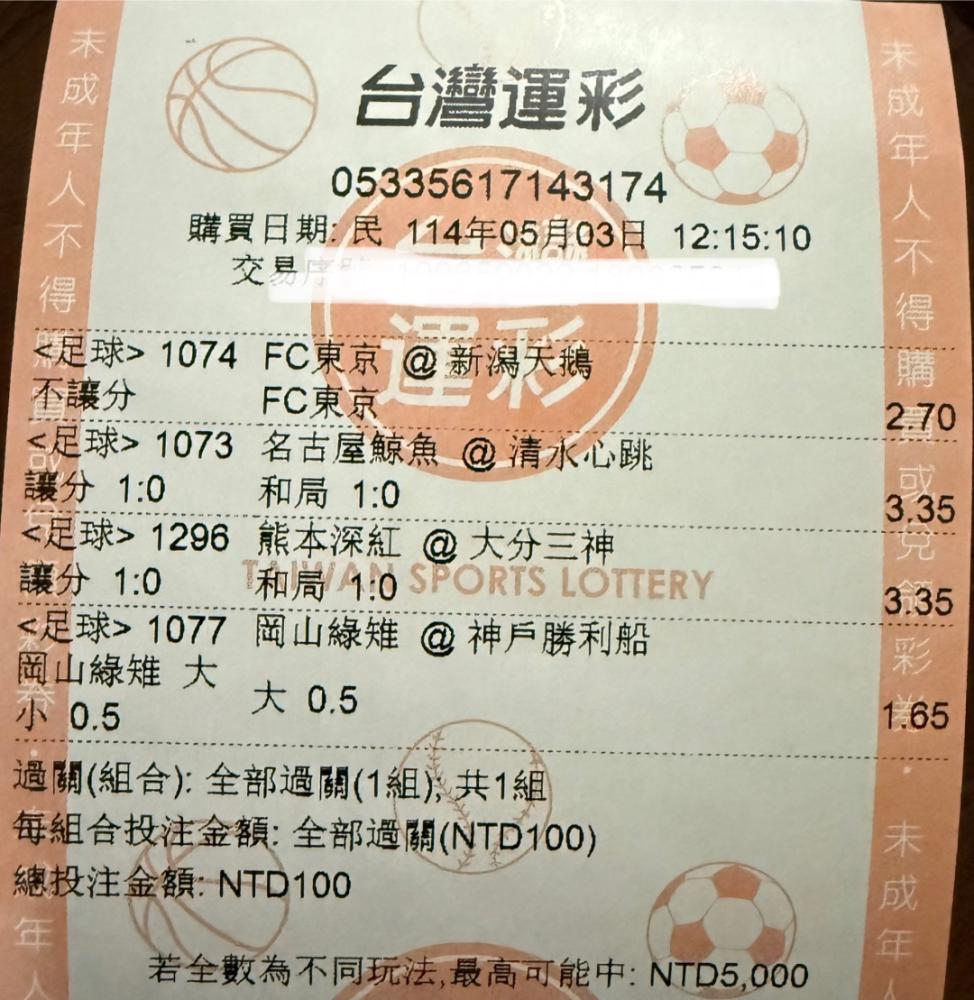 台灣運彩
05335617143174
購買日期: 民 114年05月03日 12:15:10
交易序
台灣
運彩
<足球> 1074 FC東京 @ 新潟天鵝
不讓分 FC東京 2.70
<足球> 1073 名古屋鯨魚 @ 清水心跳
讓分 1:0 和局 1:0 3.35
<足球> 1296 熊本深紅 @ 大分三神
讓分 1:0 和局 1:0 3.35
TAIWAN SPORTS LOTTERY
<足球> 1077 岡山綠雉 @ 神戶勝利船
岡山綠雉 大
小 0.5 大 0.5 1.65
過關(組合): 全部過關(1組); 共1組
每組合投注金額: 全部過關(NTD100)
總投注金額: NTD100
若全數為不同玩法,最高可能中: NTD5,000
未成年人不得購買或兌領彩券・未成年人
未成年人不得購買或兌領彩券・未成年人